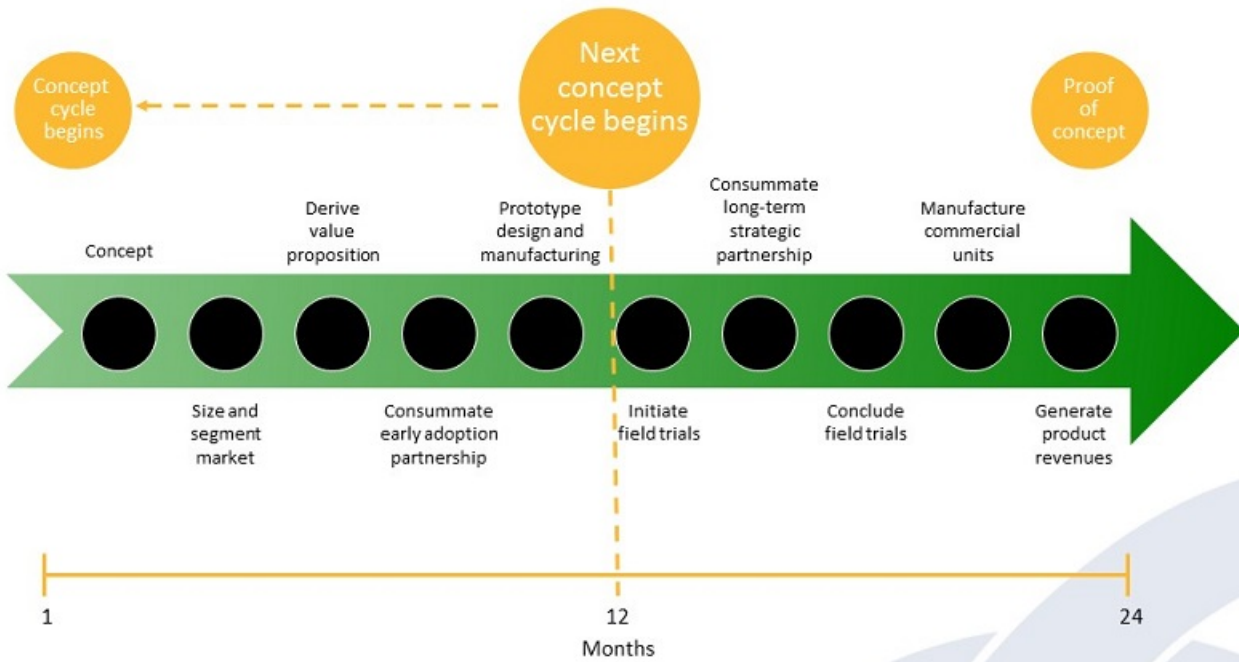 Concept
cycle
begins
Next
concept
cycle begins
Proof
of
concept
Concept
Derive
value
proposition
Prototype
design and
manufacturing
Consummate
long-term
strategic
partnership
Manufacture
commercial
units
Size and
segment
market
Consummate
early adoption
partnership
Initiate
field trials
Conclude
field trials
Generate
product
revenues
1
12
24
Months